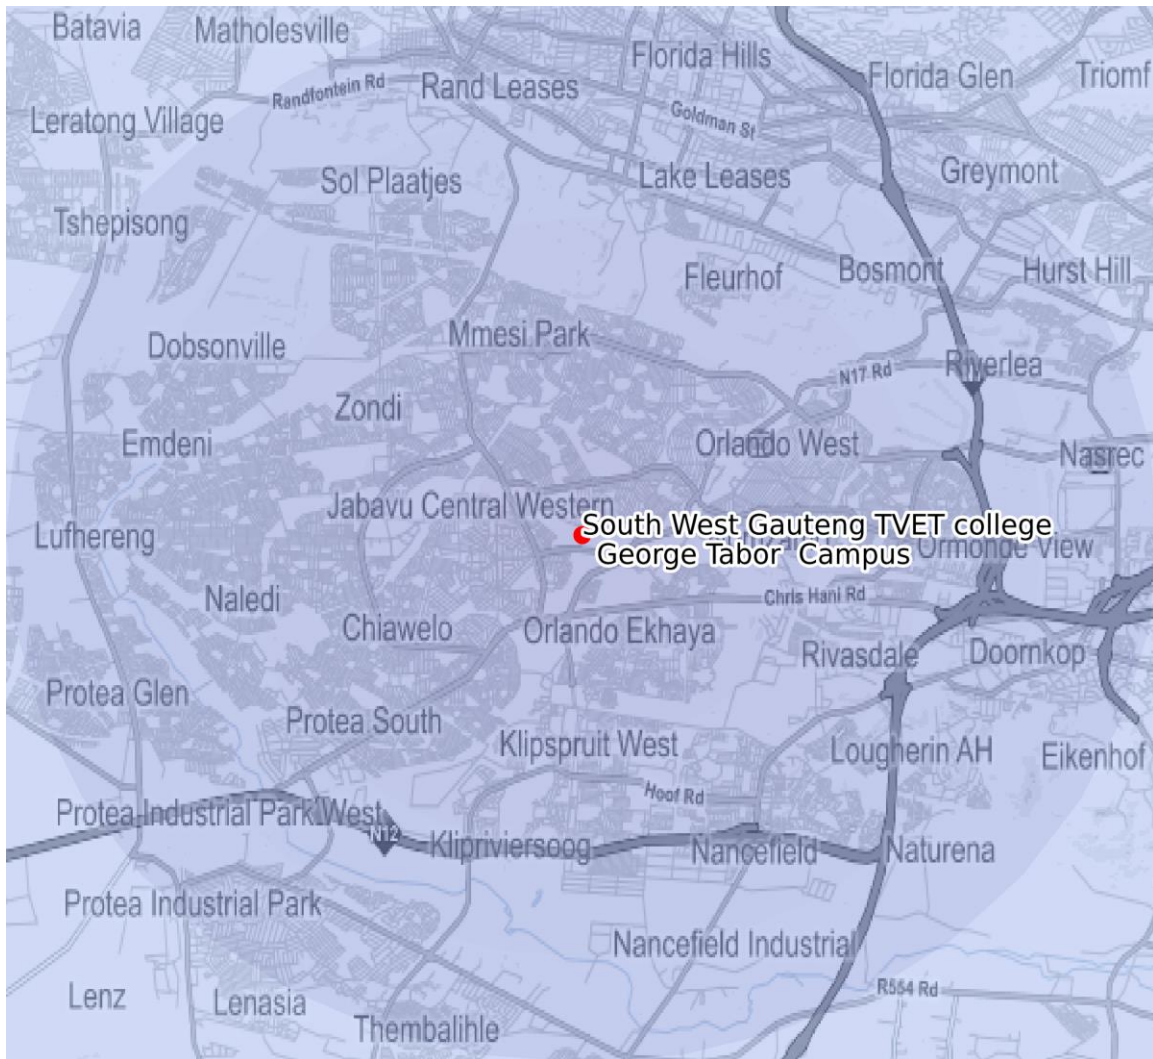 Batavia
Matholesville
Florida Hills
Florida Glen
Triomf
Randfontein Rd
Rand Leases
Goldman St
Leratong Village
Sol Plaatjes
Lake Leases
Greymont
Tshepisong
Fleurhof
Bosmont
Hurst Hill
Mmesi Park
Dobsonville
Riverlea
N17 Rd
Zondi
Emdeni
Orlando West
Nasrec
Jabavu Central Western
South West Gauteng TVET college
George Tabor Campus
Lufhereng
Ormonde View
Naledi
Chris Hani Rd
Chiawelo
Orlando Ekhaya
Rivasdale
Doornkop
Protea Glen
Protea South
Klipspruit West
Lougherin AH
Eikenhof
Hoof Rd
Protea Industrial Park West
N12
Klipriviersoog
Nancefield
Naturena
Protea Industrial Park
Nancefield Industrial
R554 Rd
Lenz
Lenasia
Thembalihle